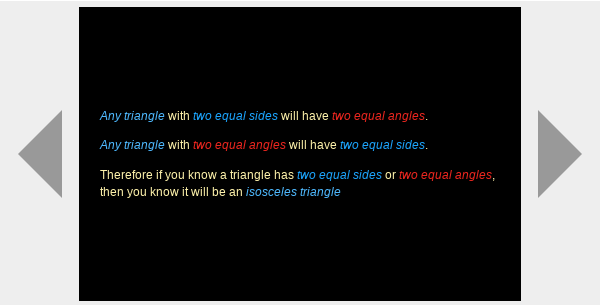 Any triangle with two equal sides will have two equal angles.
Any triangle with two equal angles will have two equal sides.
Therefore if you know a triangle has two equal sides or two equal angles,
then you know it will be an isosceles triangle